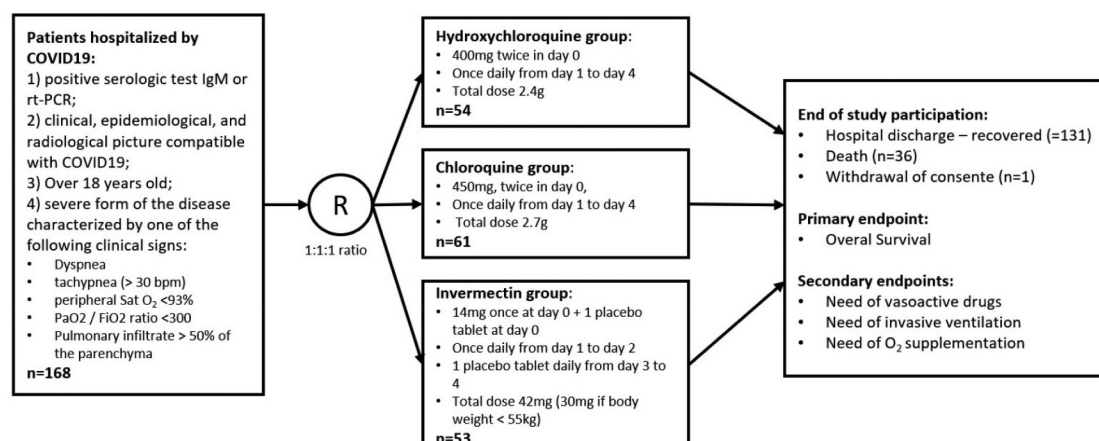 Patients hospitalized by
COVID19:
1) positive serologic test IgM or
rt-PCR;
2) clinical, epidemiological, and
radiological picture compatible
with COVID19;
3) Over 18 years old;
4) severe form of the disease
characterized by one of the
following clinical signs:
• Dyspnea
• tachypnea (> 30 bpm)
• peripheral Sat O₂ <93%
• PaO2 / FiO2 ratio <300
• Pulmonary infiltrate > 50% of
the parenchyma
n=168
R
1:1:1 ratio
Hydroxychloroquine group:
• 400mg twice in day 0
• Once daily from day 1 to day 4
• Total dose 2.4g
n=54
Chloroquine group:
• 450mg, twice in day 0,
• Once daily from day 1 to day 4
• Total dose 2.7g
n=61
Invermectin group:
• 14mg once at day 0 + 1 placebo
tablet at day 0
• Once daily from day 1 to day 2
• 1 placebo tablet daily from day 3 to
4
• Total dose 42mg (30mg if body
weight < 55kg)
n=53
End of study participation:
• Hospital discharge – recovered (=131)
• Death (n=36)
• Withdrawal of consente (n=1)
Primary endpoint:
• Overal Survival
Secondary endpoints:
• Need of vasoactive drugs
• Need of invasive ventilation
• Need of O₂ supplementation